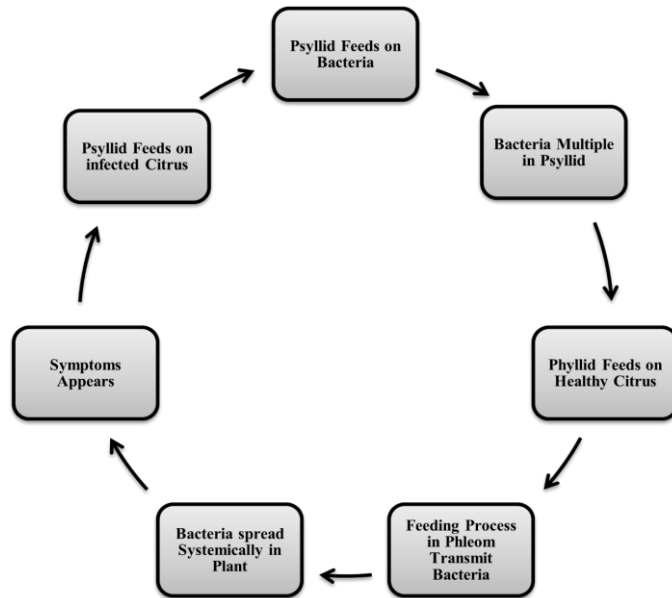 Psyllid Feeds on
Bacteria
Bacteria Multiple
in Psyllid
Phyllid Feeds on
Healthy Citrus
Feeding Process
in Phleom
Transmit
Bacteria
Bacteria spread
Systemically in
Plant
Symptoms
Appears
Psyllid Feeds on
infected Citrus